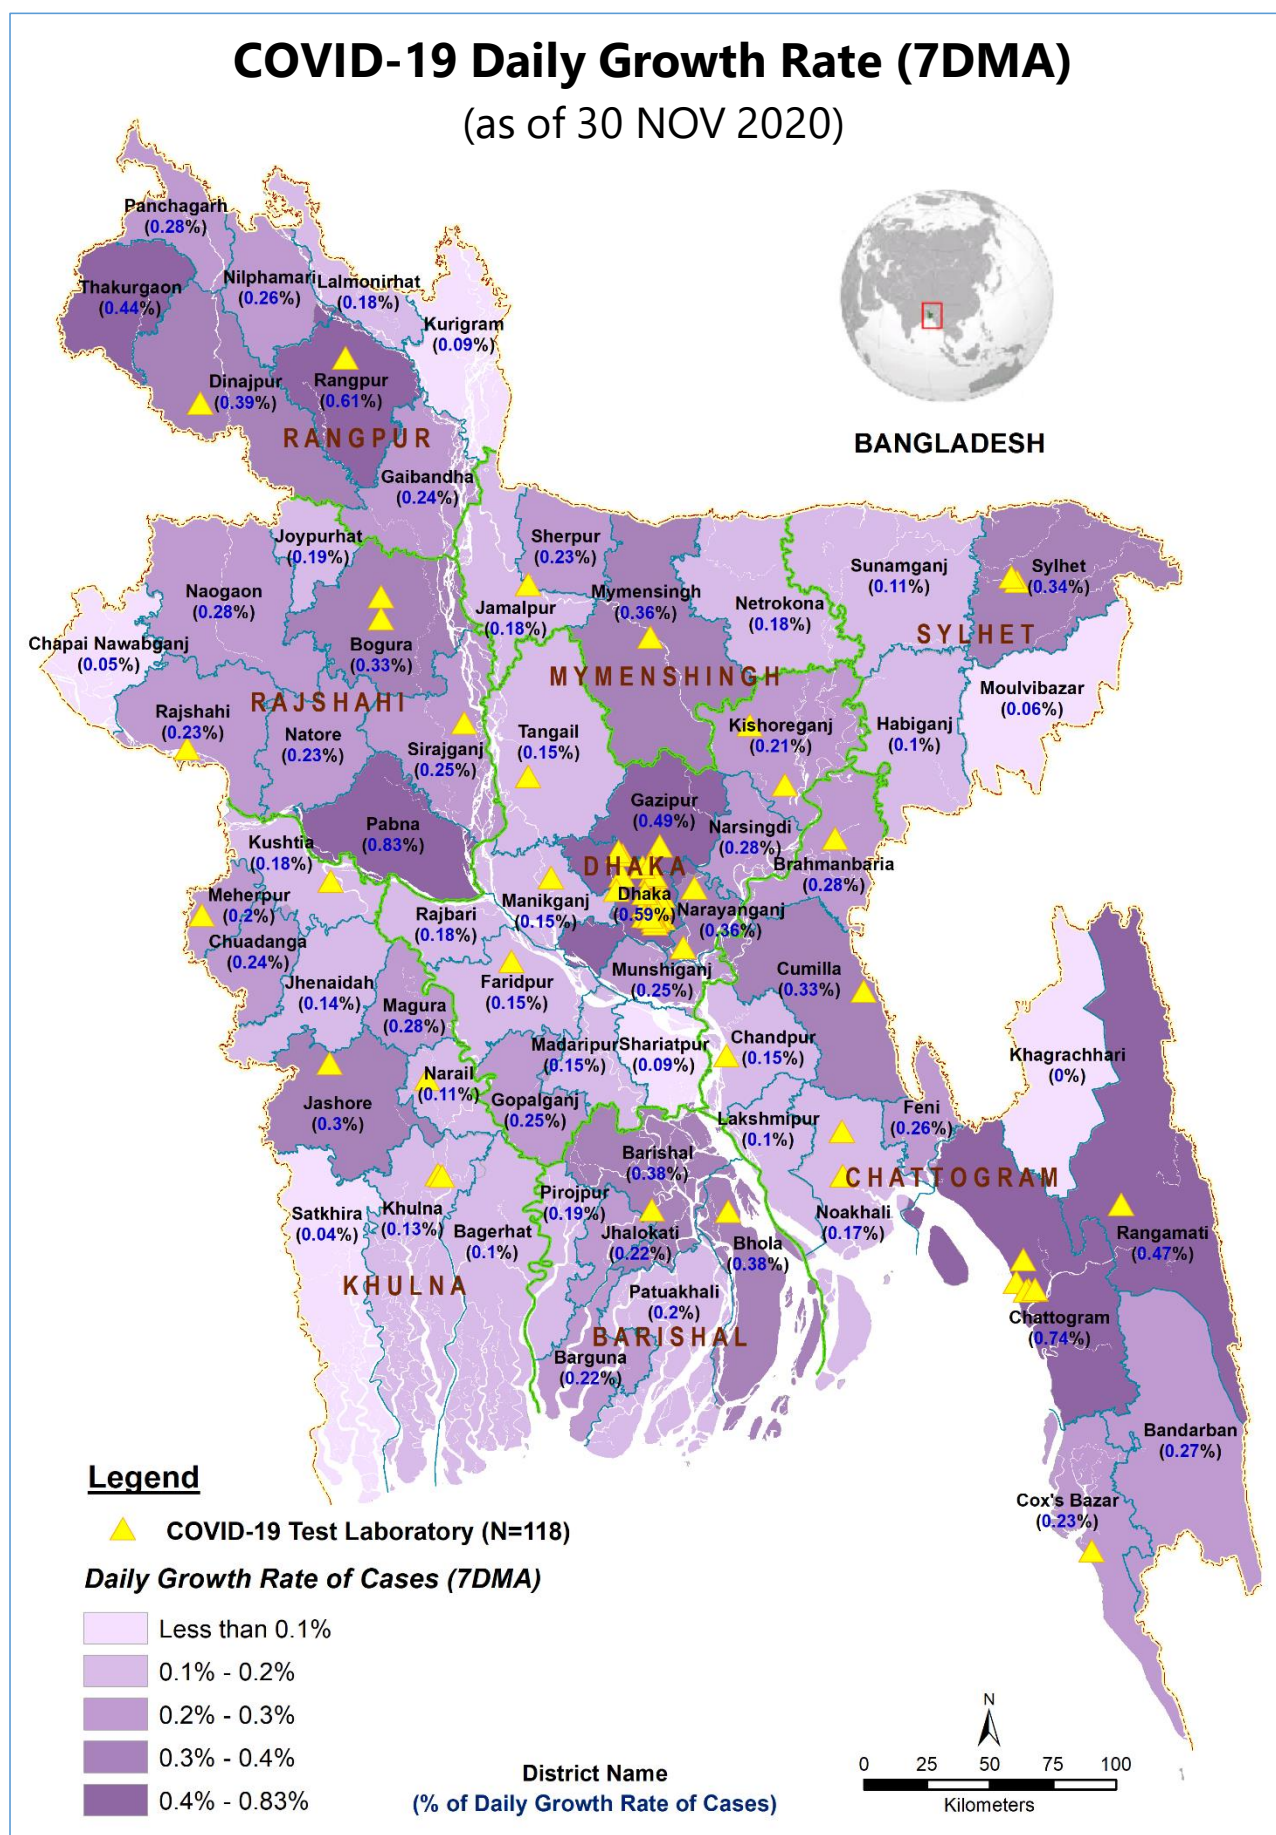 COVID-19 Daily Growth Rate (7DMA)
(as of 30 NOV 2020)
Panchagarh
(0.28%)
Thakurgaon
(0.44%)
Nilphamari
(0.26%)
Lalmonirhat
(0.18%)
Kurigram
(0.09%)
Dinajpur
(0.39%)
Rangpur
(0.61%)
RANGPUR
BANGLADESH
Gaibandha
(0.24%)
Joypurhat
(0.19%)
Sherpur
(0.23%)
Naogaon
(0.28%)
Mymensingh
(0.36%)
Jamalpur
(0.18%)
Netrokona
(0.18%)
Sunamganj
(0.11%)
Sylhet
(0.34%)
SYLHET
Chapai Nawabganj
(0.05%)
Bogura
(0.33%)
MYMENSHINGH
Moulvibazar
(0.06%)
RAJSHAHI
Rajshahi
(0.23%)
Natore
(0.23%)
Sirajganj
(0.25%)
Tangail
(0.15%)
Kishoreganj
(0.21%)
Habiganj
(0.1%)
Gazipur
(0.49%)
Pabna
(0.83%)
Narsingdi
(0.28%)
Kushtia
(0.18%)
DHAKA
Brahmanbaria
(0.28%)
Meherpur
(0.2%)
Manikganj
(0.15%)
Dhaka
(0.59%)
Narayanganj
(0.36%)
Rajbari
(0.18%)
Chuadanga
(0.24%)
Jhenaidah
(0.14%)
Faridpur
(0.15%)
Munshiganj
(0.25%)
Cumilla
(0.33%)
Magura
(0.28%)
Madaripur
(0.15%)
Shariatpur
(0.09%)
Chandpur
(0.15%)
Khagrachhari
(0%)
Narail
(0.11%)
Jashore
(0.3%)
Gopalganj
(0.25%)
Lakshmipur
(0.1%)
Feni
(0.26%)
Barishal
(0.38%)
CHATTOGRAM
Pirojpur
(0.19%)
Satkhira
(0.04%)
Khulna
(0.13%)
Bagerhat
(0.1%)
Jhalokati
(0.22%)
Bhola
(0.38%)
Noakhali
(0.17%)
Rangamati
(0.47%)
KHULNA
Patuakhali
(0.2%)
BARISHAL
Chattogram
(0.74%)
Barguna
(0.22%)
Bandarban
(0.27%)
Cox's Bazar
(0.23%)
Legend
COVID-19 Test Laboratory (N=118)
Daily Growth Rate of Cases (7DMA)
Less than 0.1%
0.1% - 0.2%
0.2% - 0.3%
0.3% - 0.4%
0.4% - 0.83%
District Name
(% of Daily Growth Rate of Cases)
N
0 25 50 75 100
Kilometers